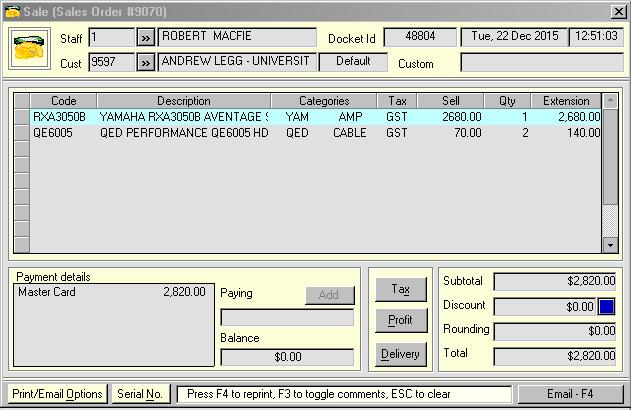 Sale (Sales Order #9070)
Staff 1 >> ROBERT MACFIE Docket Id 48804 Tue, 22 Dec 2015 12:51:03
Cust 9597 >> ANDREW LEGG - UNIVERSIT Default Custom
Code Description Categories Tax Sell Qty Extension
RXA3050B YAMAHA RXA3050B AVENTAGE YAM AMP GST 2680.00 1 2,680.00
QE6005 QED PERFORMANCE QE6005 HD QED CABLE GST 70.00 2 140.00
Payment details
Master Card 2,820.00
Paying Add
Balance
$0.00
Tax
Profit
Delivery
Subtotal $2,820.00
Discount $0.00
Rounding $0.00
Total $2,820.00
Print/Email Options Serial No. Press F4 to reprint, F3 to toggle comments, ESC to clear Email - F4